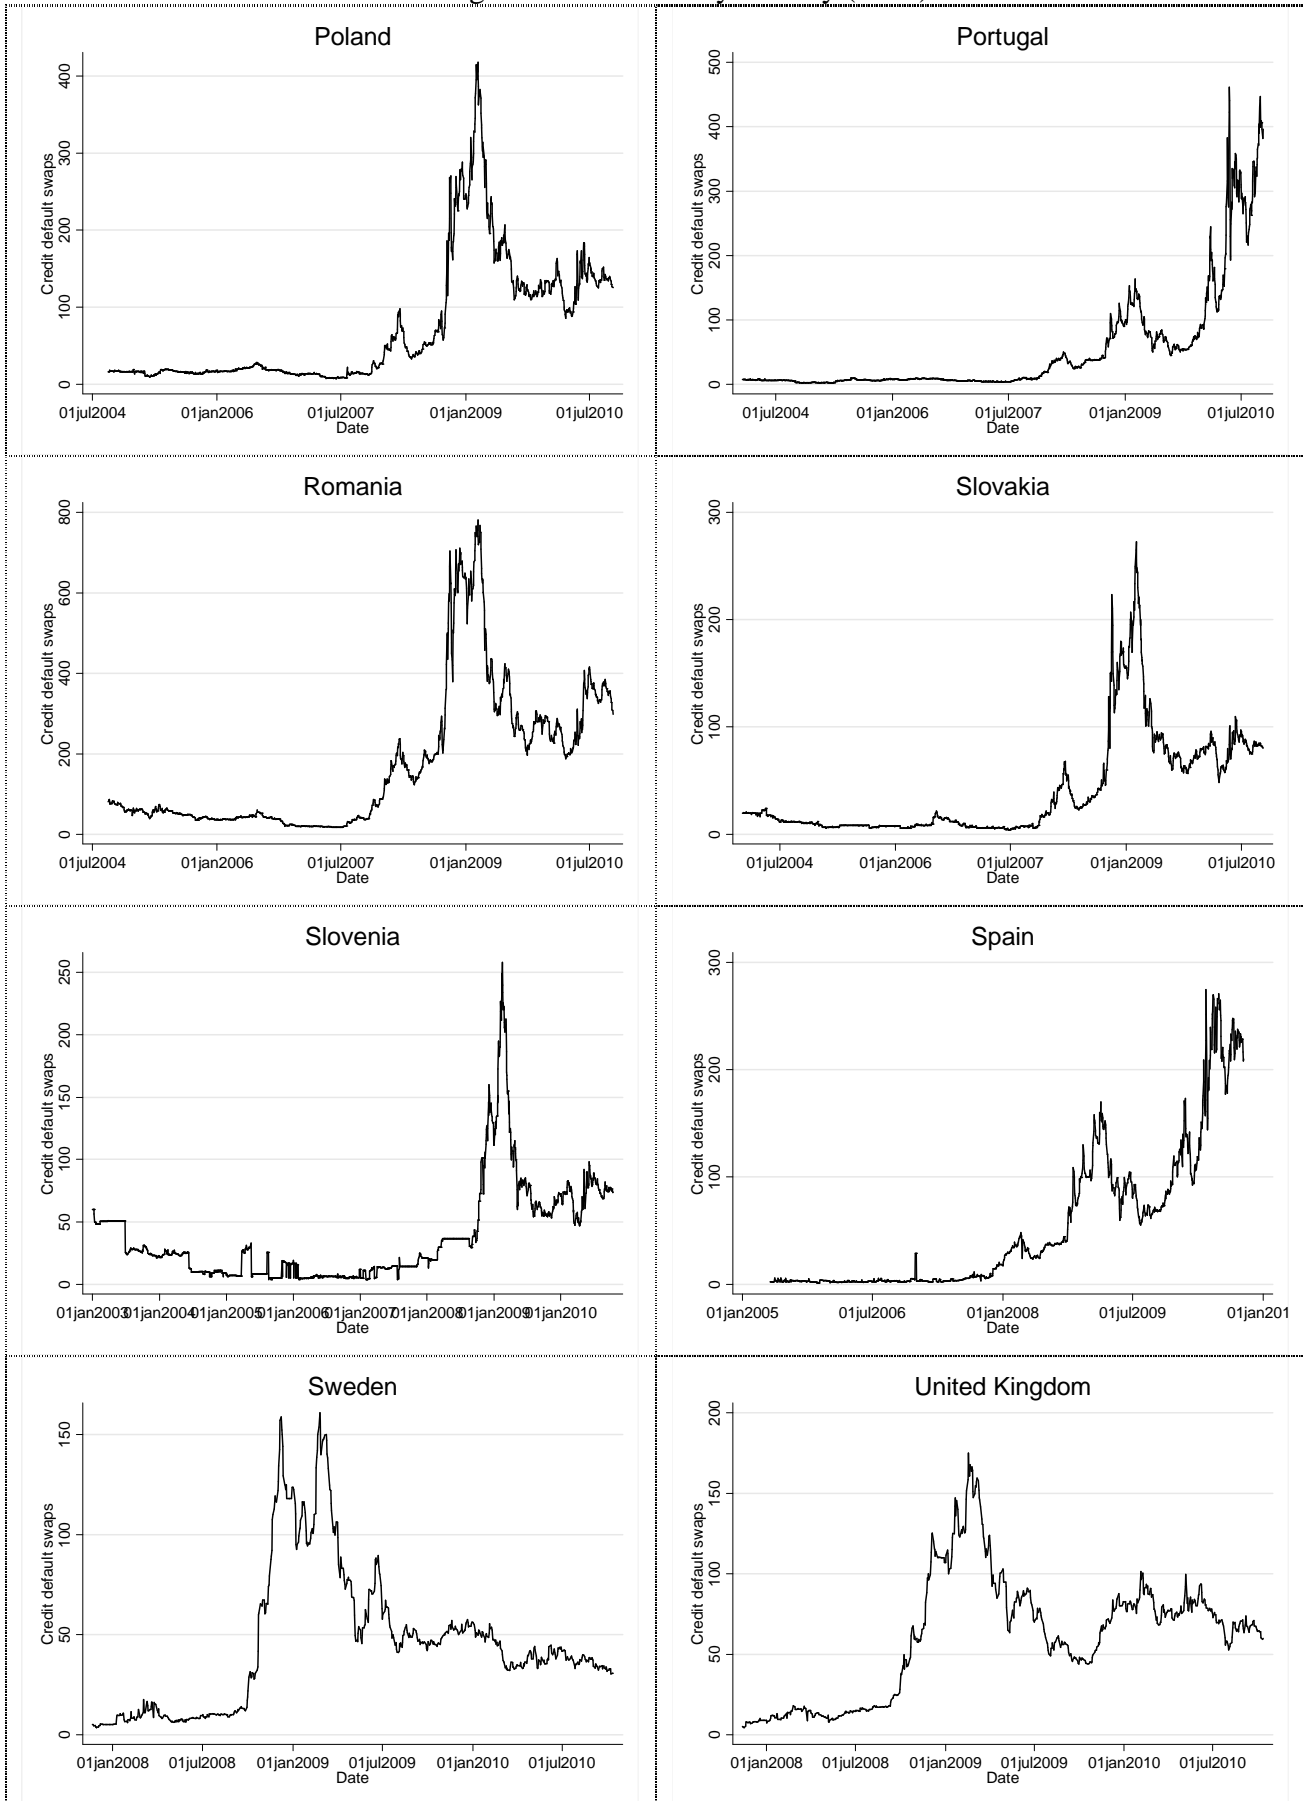 Poland
Credit default swaps
400
300
200
100
0
01jul2004 01jan2006 01jul2007 01jan2009 01jul2010
Date
Portugal
Credit default swaps
500
400
300
200
100
0
01jul2004 01jan2006 01jul2007 01jan2009 01jul2010
Date
Romania
Credit default swaps
800
600
400
200
0
01jul2004 01jan2006 01jul2007 01jan2009 01jul2010
Date
Slovakia
Credit default swaps
300
200
100
0
01jul2004 01jan2006 01jul2007 01jan2009 01jul2010
Date
Slovenia
Credit default swaps
250
200
150
100
50
0
01jan2003 01jan2004 01jan2005 01jan2006 01jan2007 01jan2008 01jan2009 01jan2010
Date
Spain
Credit default swaps
300
200
100
0
01jan2005 01jul2006 01jan2008 01jul2009 01jan201
Date
Sweden
Credit default swaps
150
100
50
0
01jan2008 01jul2008 01jan2009 01jul2009 01jan2010 01jul2010
Date
United Kingdom
Credit default swaps
200
150
100
50
0
01jan2008 01jul2008 01jan2009 01jul2009 01jan2010 01jul2010
Date